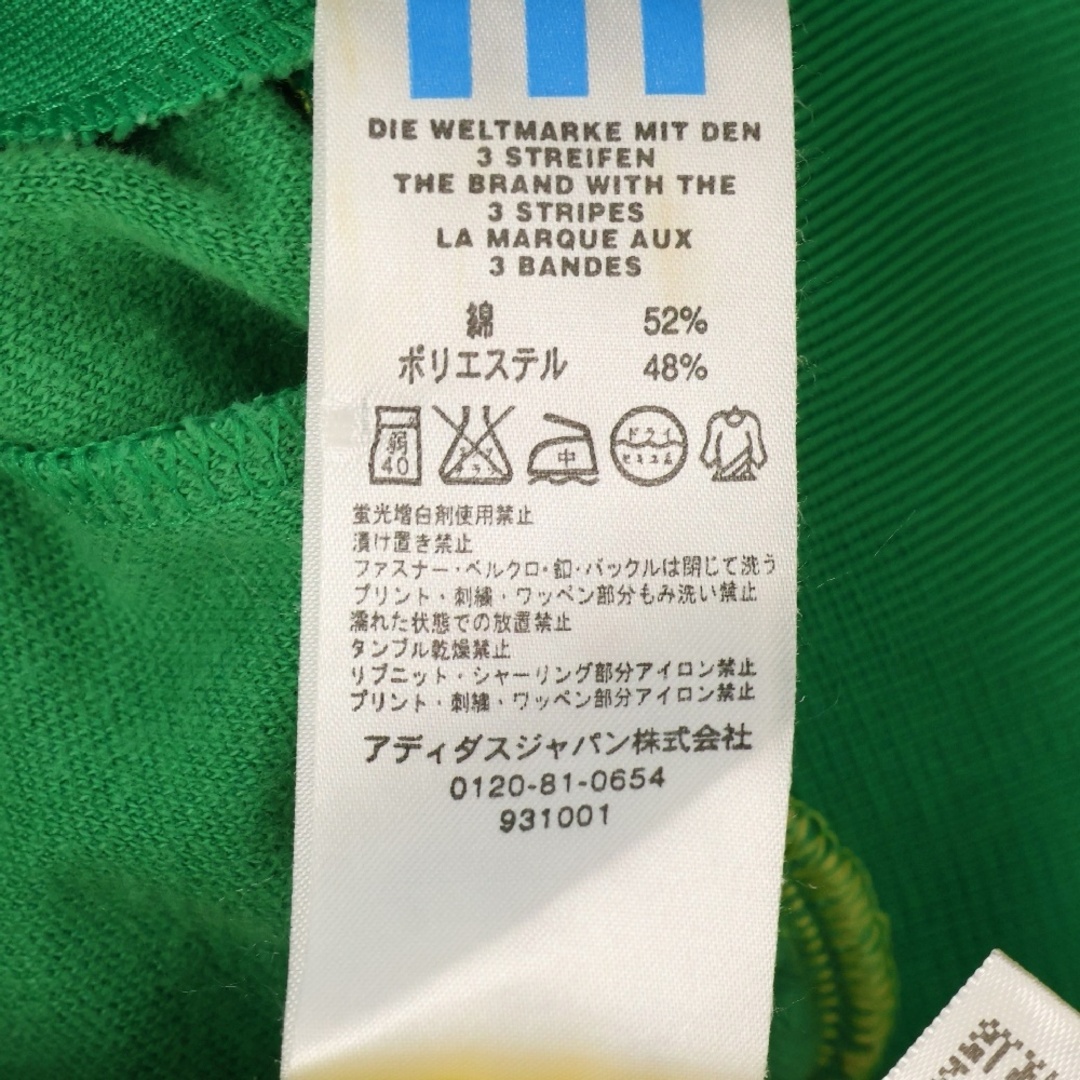 DIE WELTMARKE MIT DEN
3 STREIFEN
THE BRAND WITH THE
3 STRIPES
LA MARQUE AUX
3 BANDES
綿 52%
ポリエステル 48%
弱 40 中 ドライ セキユ系
蛍光増白剤使用禁止
漬け置き禁止
ファスナー・ベルクロ・釦・バックルは閉じて洗う
プリント・刺繍・ワッペン部分もみ洗い禁止
濡れた状態での放置禁止
タンブル乾燥禁止
リブニット・シャーリング部分アイロン禁止
プリント・刺繍・ワッペン部分アイロン禁止
アディダスジャパン株式会社
0120-81-0654
931001